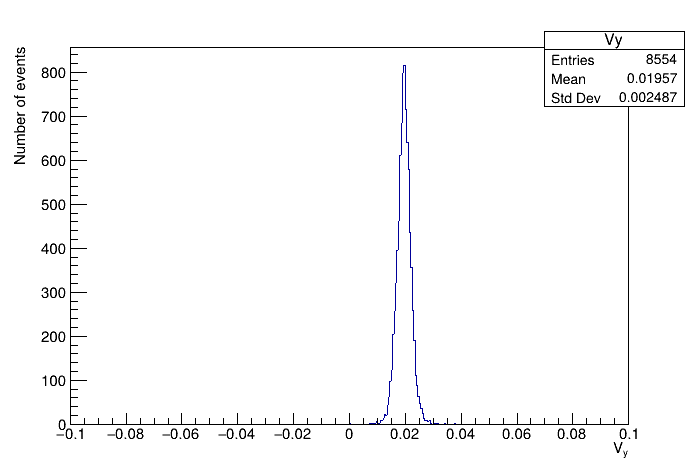 Vy
Entries 8554
Mean 0.01957
Std Dev 0.002487
Number of events
800
700
600
500
400
300
200
100
0
−0.1 −0.08 −0.06 −0.04 −0.02 0 0.02 0.04 0.06 0.08 0.1
Vy